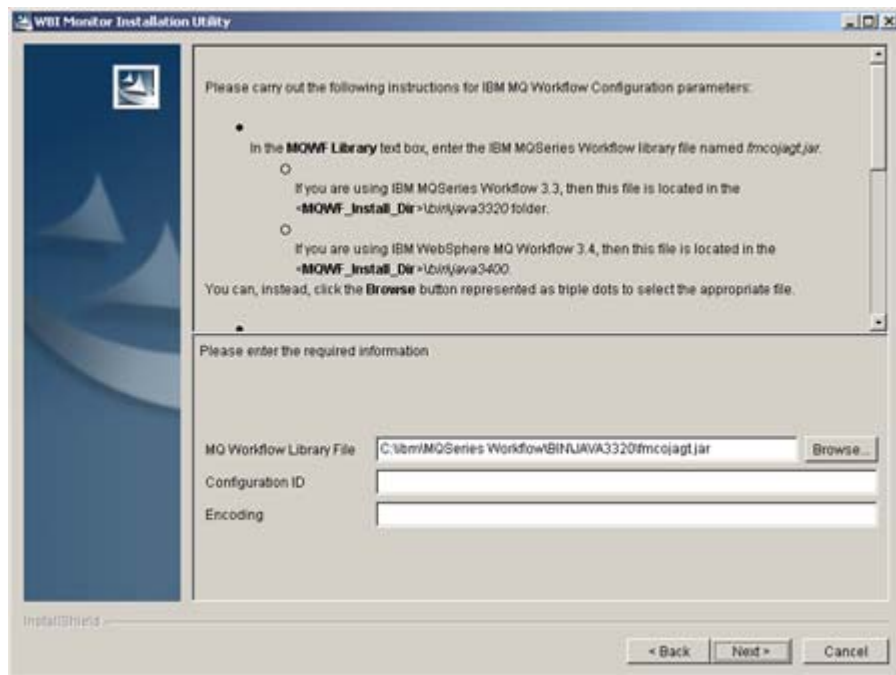 WBI Monitor Installation Utility
Please carry out the following instructions for IBM MQ Workflow Configuration parameters:
In the MQWF Library text box, enter the IBM MQSeries Workflow library file named fmcojagt.jar.
If you are using IBM MQSeries Workflow 3.3, then this file is located in the
<MQWF_Install_Dir>\bin\java3320 folder.
If you are using IBM WebSphere MQ Workflow 3.4, then this file is located in the
<MQWF_Install_Dir>\bin\java3400.
You can, instead, click the Browse button represented as triple dots to select the appropriate file.
Please enter the required information
MQ Workflow Library File
C:\ibm\MQSeries Workflow\BIN\JAVA3320\fmcojagt.jar
Browse...
Configuration ID
Encoding
InstallShield
< Back
Next >
Cancel